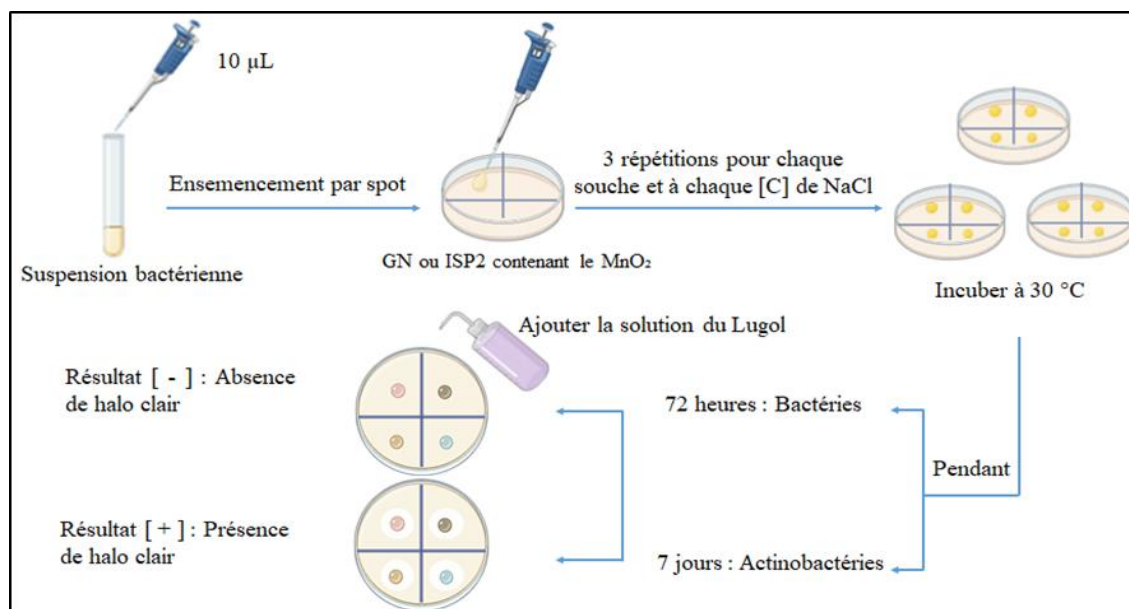 10 µL
Ensemencement par spot
3 répétitions pour chaque
souche et à chaque [C] de NaCl
Suspension bactérienne
GN ou ISP2 contenant le MnO₂
Incuber à 30 °C
Ajouter la solution du Lugol
Résultat [ - ] : Absence
de halo clair
72 heures : Bactéries
Pendant
Résultat [ + ] : Présence
de halo clair
7 jours : Actinobactéries